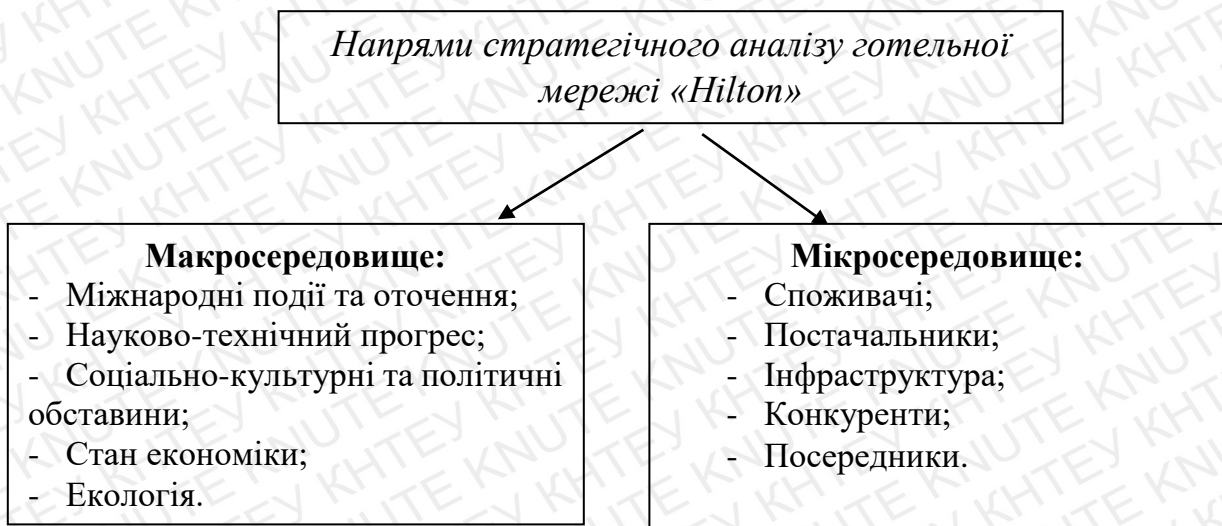 Напрями стратегічного аналізу готельної
мережі «Hilton»
Макросередовище:
- Міжнародні події та оточення;
- Науково-технічний прогрес;
- Соціально-культурні та політичні
обставини;
- Стан економіки;
- Екологія.
Мікросередовище:
- Споживачі;
- Постачальники;
- Інфраструктура;
- Конкуренти;
- Посередники.